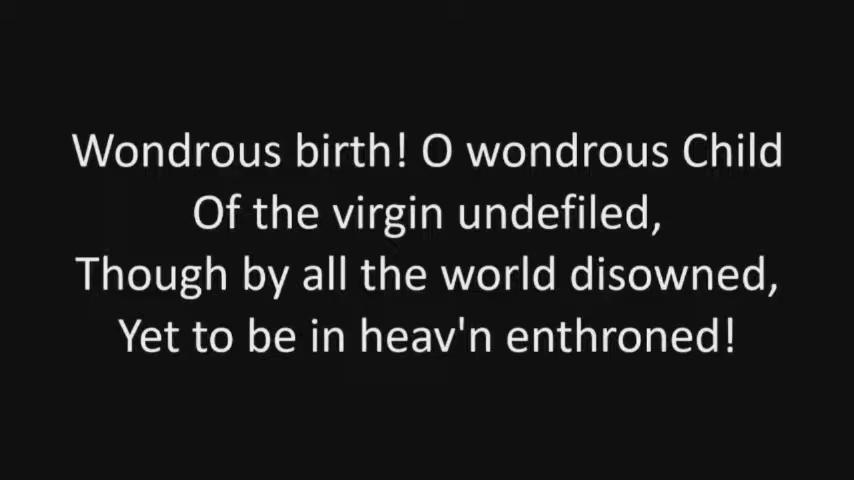 Wondrous birth! O wondrous Child
Of the virgin undefiled,
Though by all the world disowned,
Yet to be in heav'n enthroned!